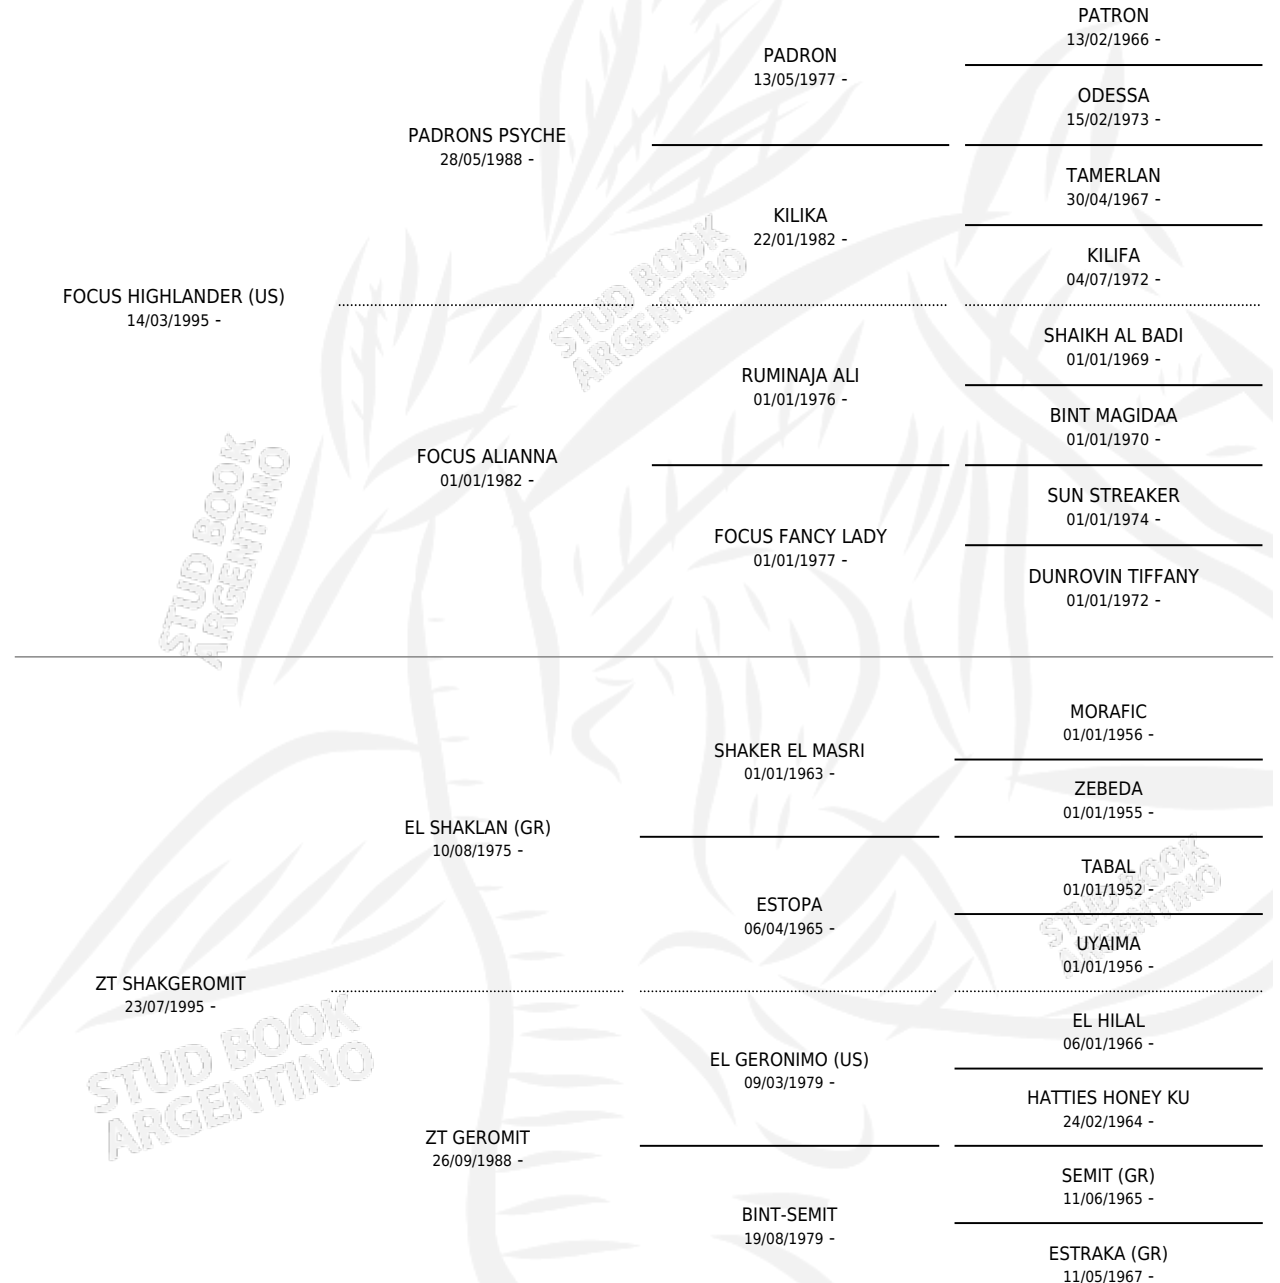 PATRON
13/02/1966 -
PADRON
13/05/1977 -
ODESSA
15/02/1973 -
PADRONS PSYCHE
28/05/1988 -
TAMERLAN
30/04/1967 -
KILIKA
22/01/1982 -
KILIFA
04/07/1972 -
FOCUS HIGHLANDER (US)
14/03/1995 -
SHAIKH AL BADI
01/01/1969 -
RUMINAJA ALI
01/01/1976 -
BINT MAGIDAA
01/01/1970 -
FOCUS ALIANNA
01/01/1982 -
SUN STREAKER
01/01/1974 -
FOCUS FANCY LADY
01/01/1977 -
DUNROVIN TIFFANY
01/01/1972 -
STUD BOOK
ARGENTINO
STUD BOOK
ARGENTINO
MORAFIC
01/01/1956 -
SHAKER EL MASRI
01/01/1963 -
ZEBEDA
01/01/1955 -
EL SHAKLAN (GR)
10/08/1975 -
TABAL
01/01/1952 -
ESTOPA
06/04/1965 -
UYAIMA
01/01/1956 -
ZT SHAKGEROMIT
23/07/1995 -
EL HILAL
06/01/1966 -
EL GERONIMO (US)
09/03/1979 -
HATTIES HONEY KU
24/02/1964 -
ZT GEROMIT
26/09/1988 -
SEMIT (GR)
11/06/1965 -
BINT-SEMIT
19/08/1979 -
ESTRAKA (GR)
11/05/1967 -
STUD BOOK
ARGENTINO
STUD BOOK
ARGENTINO